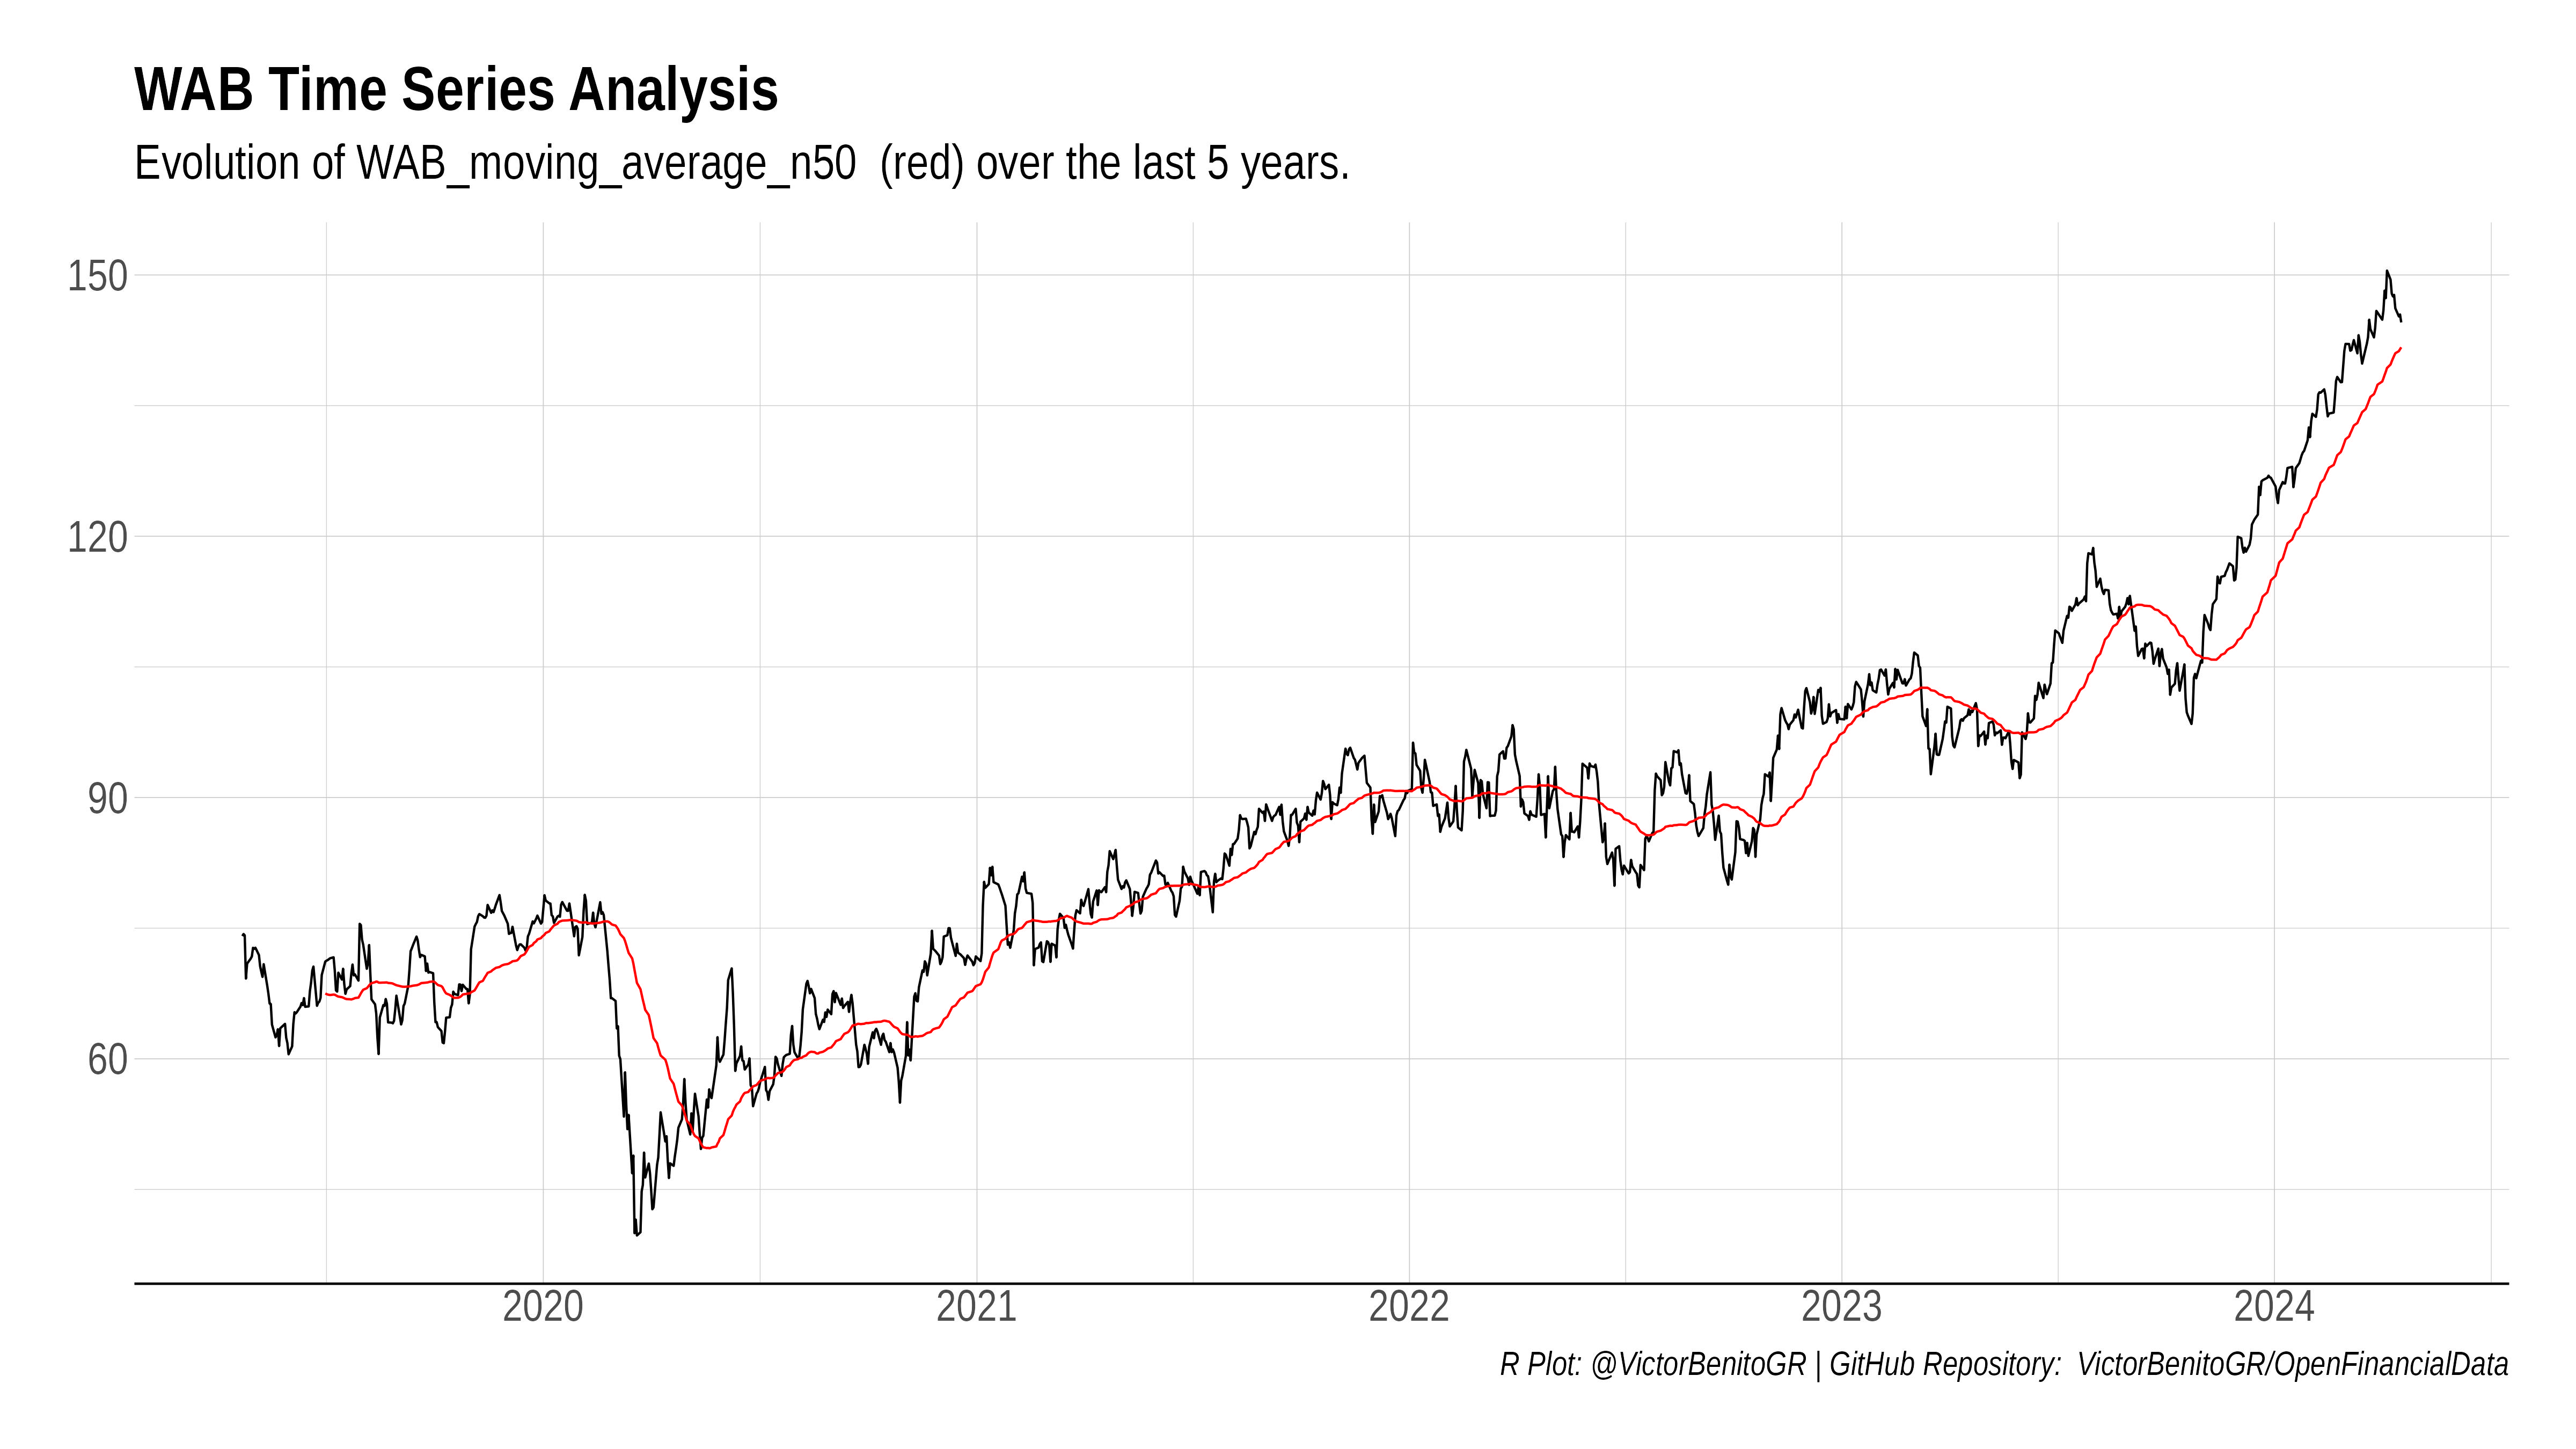 WAB Time Series Analysis
Evolution of WAB_moving_average_n50  (red) over the last 5 years.
150
120
90
60
2020 2021 2022 2023 2024
R Plot: @VictorBenitoGR | GitHub Repository:  VictorBenitoGR/OpenFinancialData